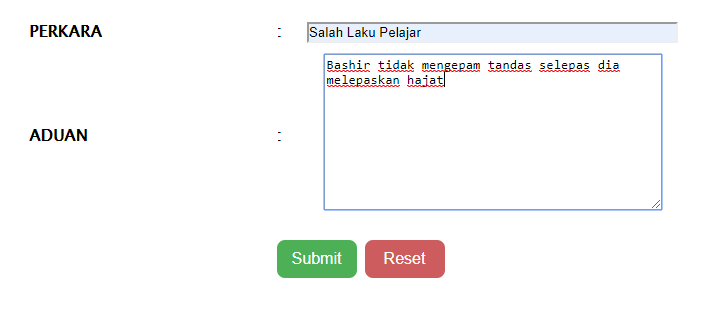 PERKARA : Salah Laku Pelajar
Bashir tidak mengepam tandas selepas dia
melepaskan hajat
ADUAN :
Submit Reset